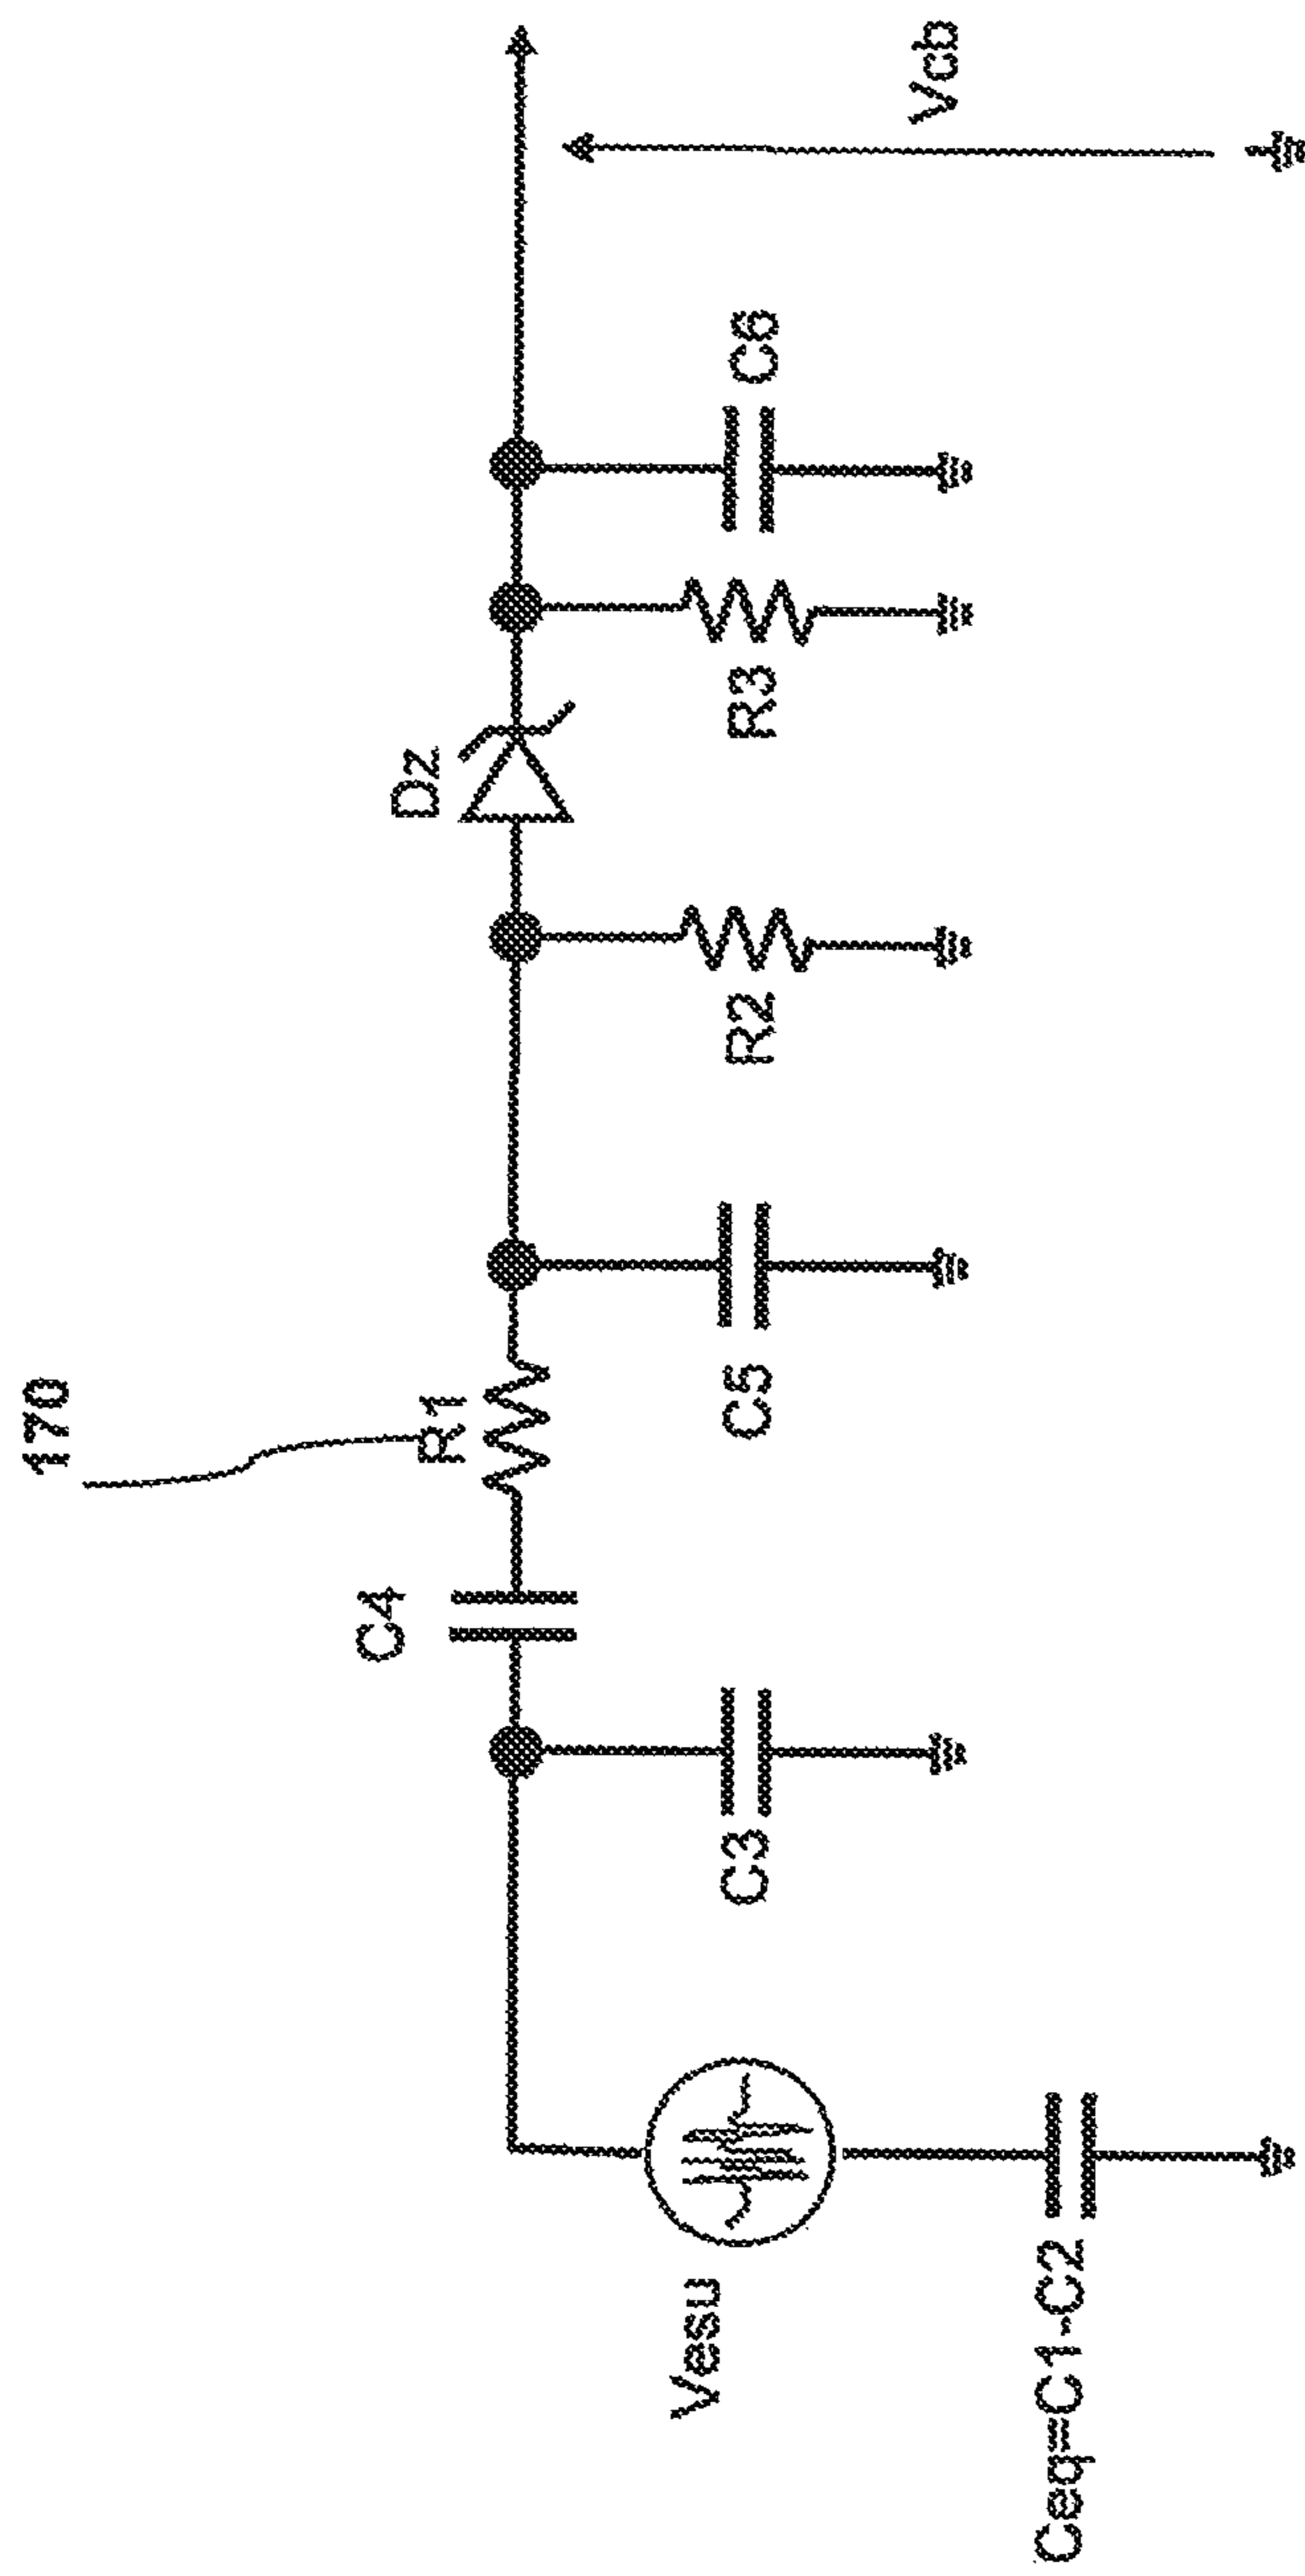 170
C4
R1
Dz
Vesu
C3
C5
R2
R3
C6
Vcb
Ceq=C1-C2